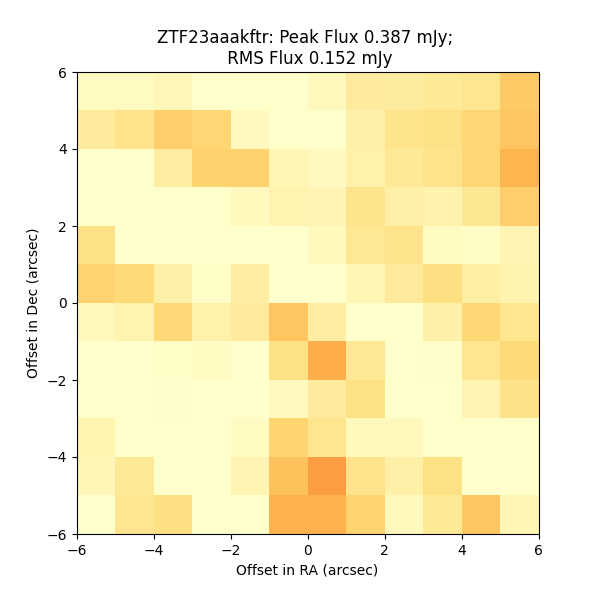 ZTF23aaakftr: Peak Flux 0.387 mJy;
RMS Flux 0.152 mJy
6
4
2
0
−2
−4
−6
Offset in Dec (arcsec)
−6 −4 −2 0 2 4 6
Offset in RA (arcsec)